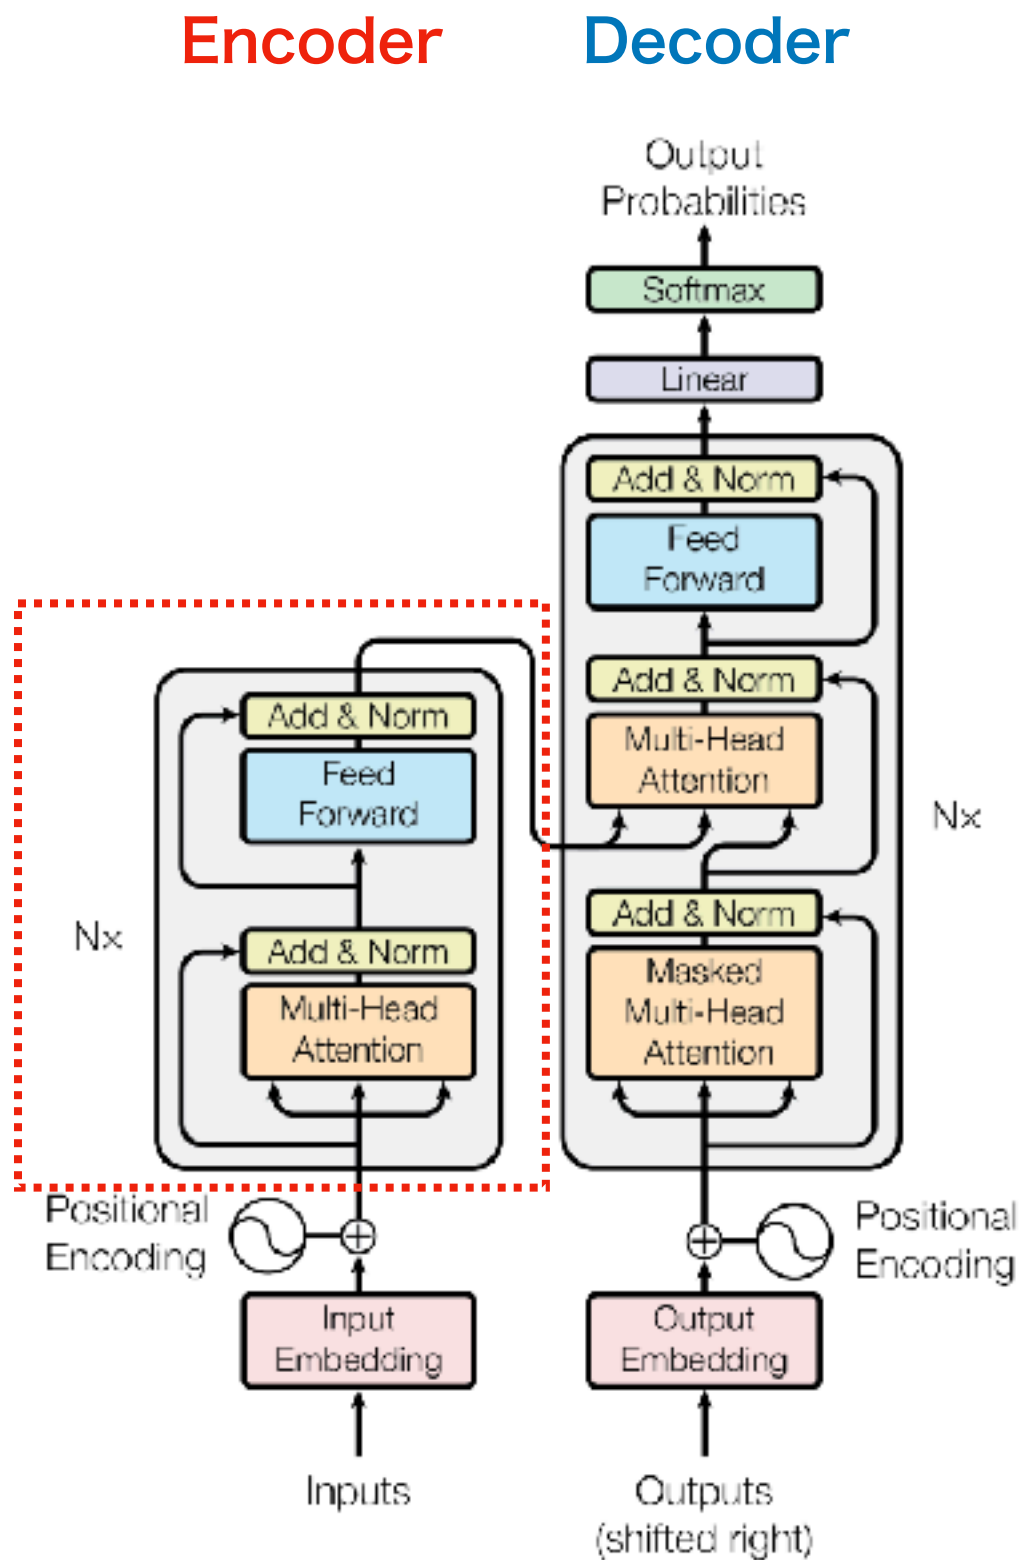 Encoder
Decoder
Output
Probabilities
Softmax
Linear
Add & Norm
Feed
Forward
Add & Norm
Multi-Head
Attention
Nx
Add & Norm
Masked
Multi-Head
Attention
Add & Norm
Feed
Forward
Nx
Add & Norm
Multi-Head
Attention
Positional
Encoding
Positional
Encoding
Input
Embedding
Output
Embedding
Inputs
Outputs
(shifted right)